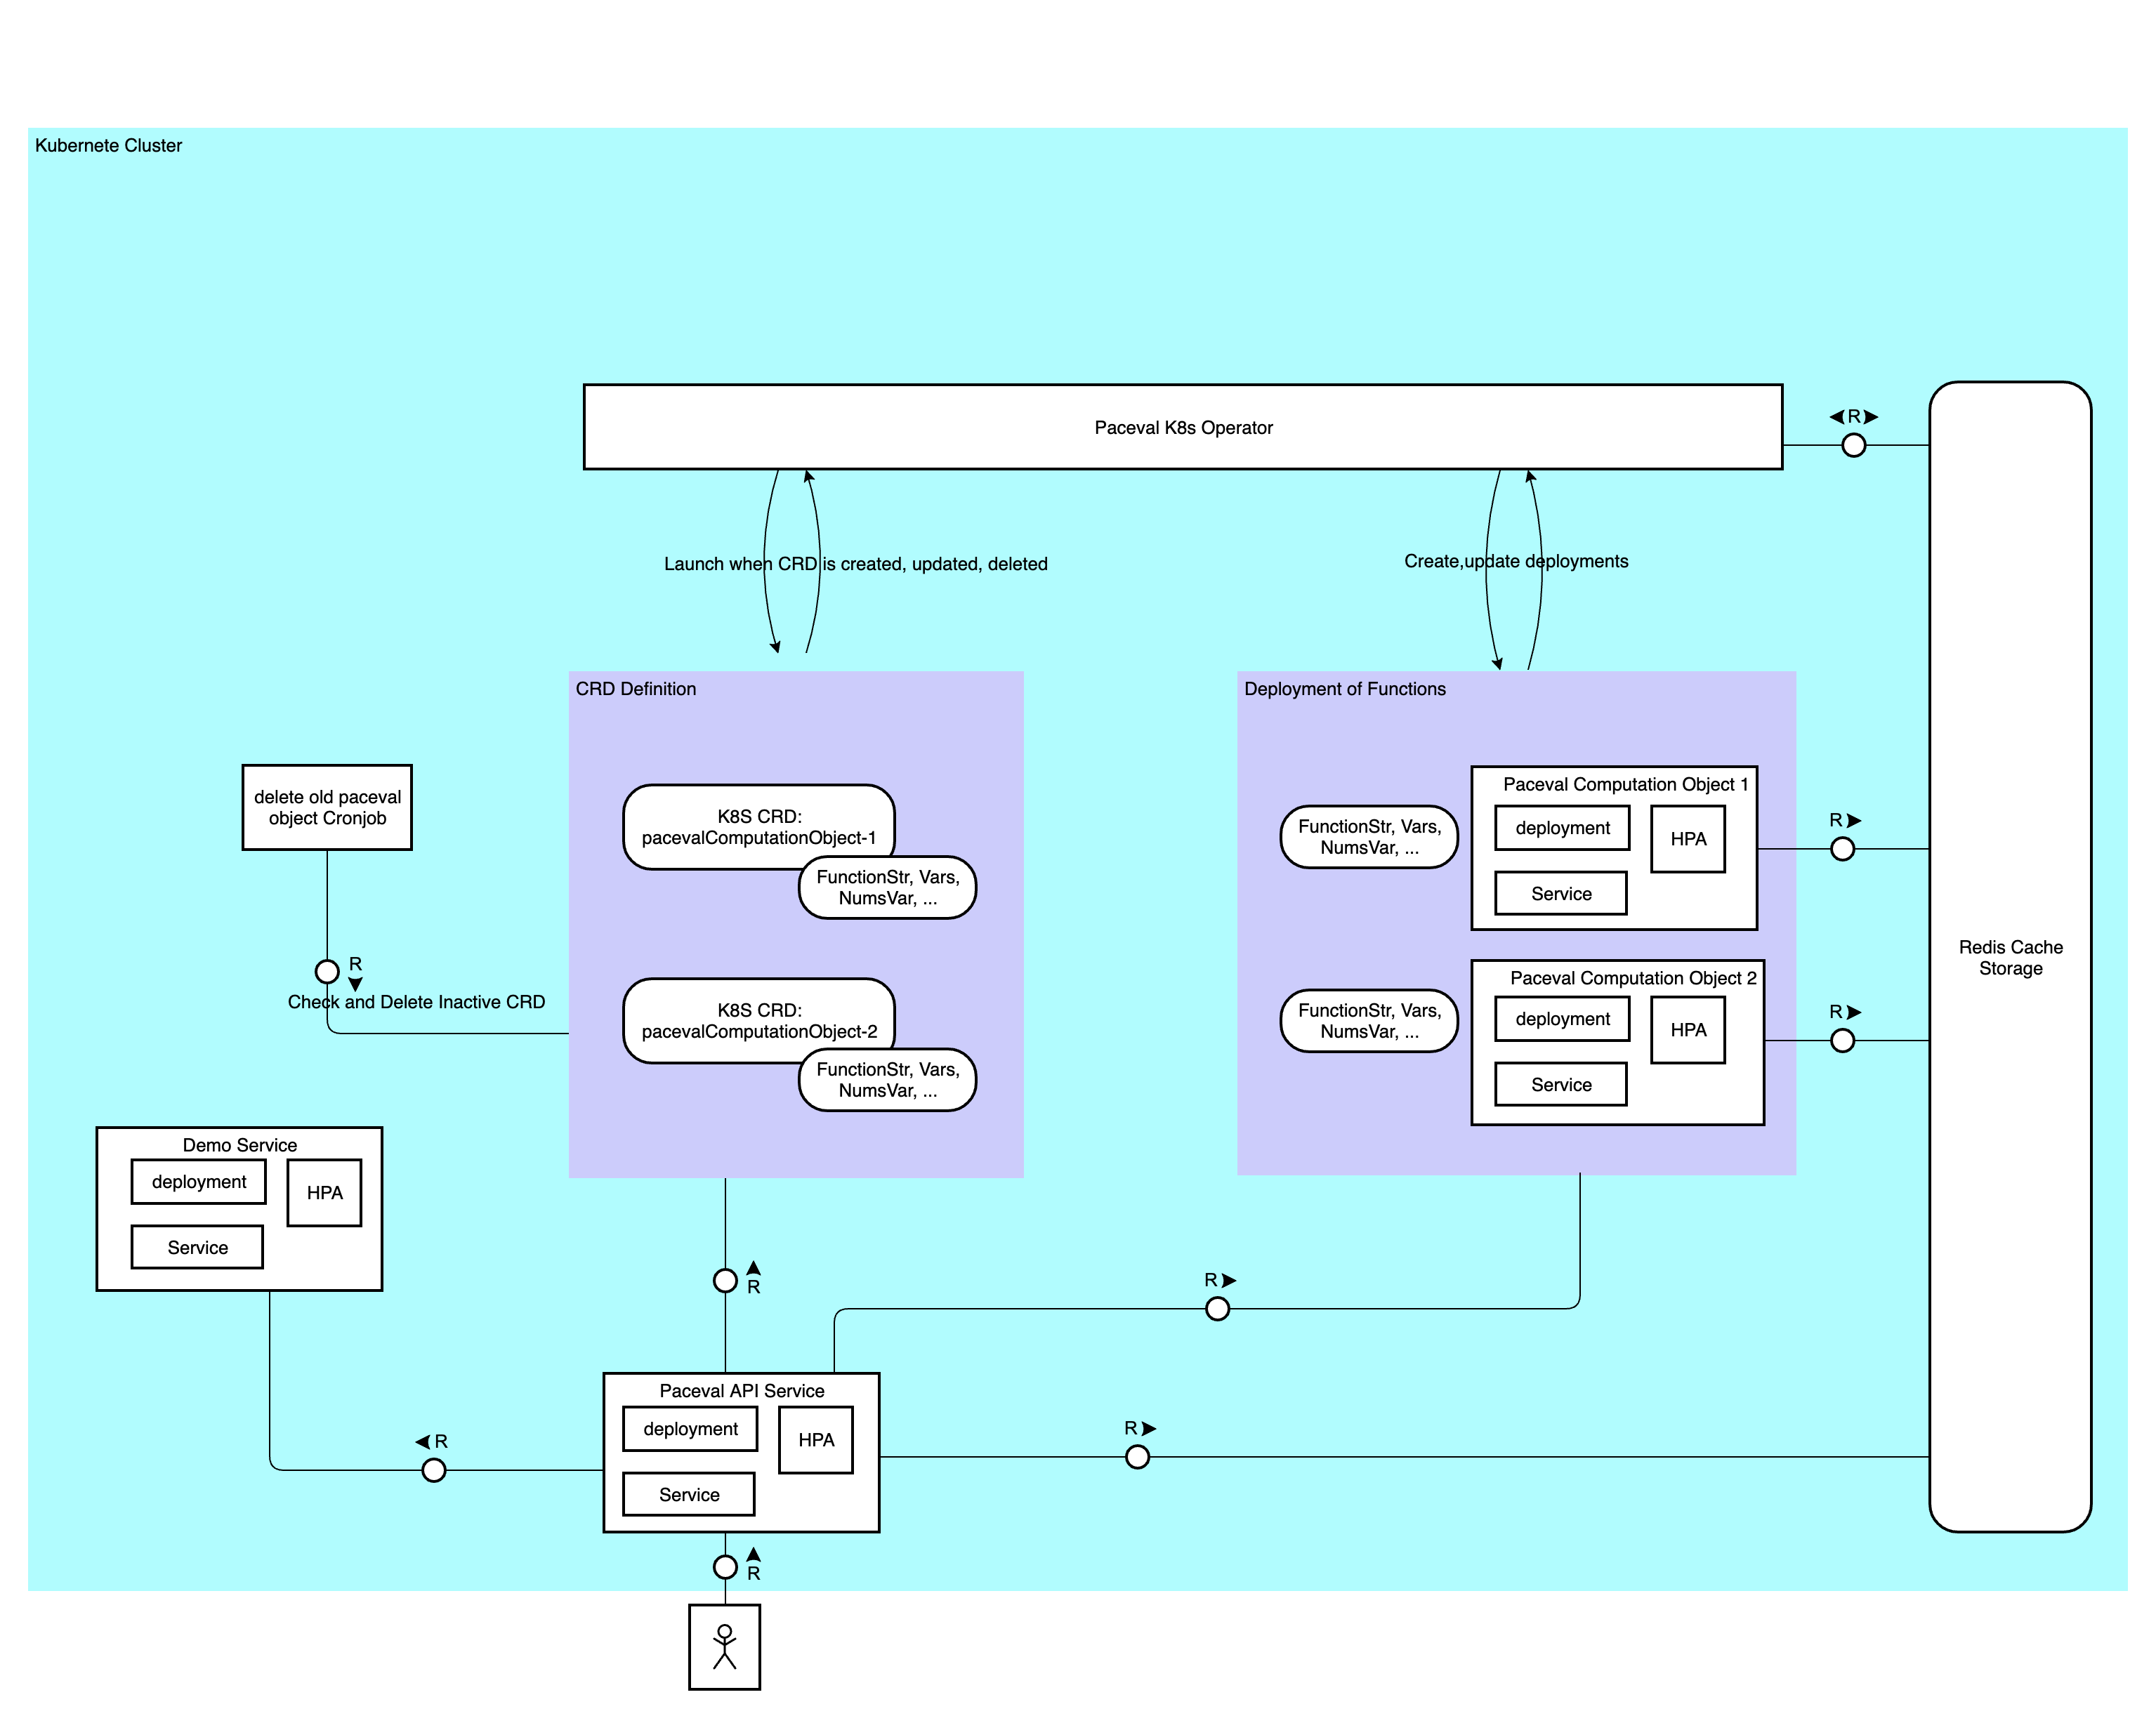 Kubernete Cluster
Paceval K8s Operator
R
Launch when CRD is created, updated, deleted
Create,update deployments
CRD Definition
K8S CRD:
pacevalComputationObject-1
FunctionStr, Vars,
NumsVar, ...
K8S CRD:
pacevalComputationObject-2
FunctionStr, Vars,
NumsVar, ...
Deployment of Functions
FunctionStr, Vars,
NumsVar, ...
Paceval Computation Object 1
deployment
HPA
Service
R
FunctionStr, Vars,
NumsVar, ...
Paceval Computation Object 2
deployment
HPA
Service
R
Redis Cache
Storage
delete old paceval
object Cronjob
R
Check and Delete Inactive CRD
Demo Service
deployment
HPA
Service
R
R
R
Paceval API Service
deployment
HPA
Service
R
R